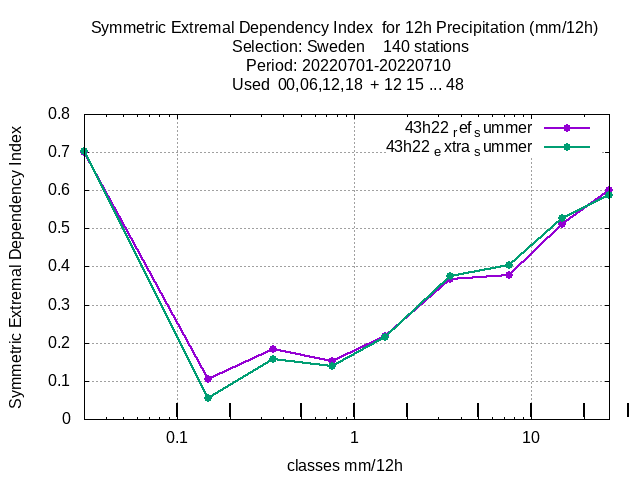 Symmetric Extremal Dependency Index  for 12h Precipitation (mm/12h)
Selection: Sweden    140 stations
Period: 20220701-20220710
Used  00,06,12,18  + 12 15 ... 48
Symmetric Extremal Dependency Index
0.8
0.7
0.6
0.5
0.4
0.3
0.2
0.1
0
43h22 ref summer
43h22 extra summer
0.1
1
10
classes mm/12h